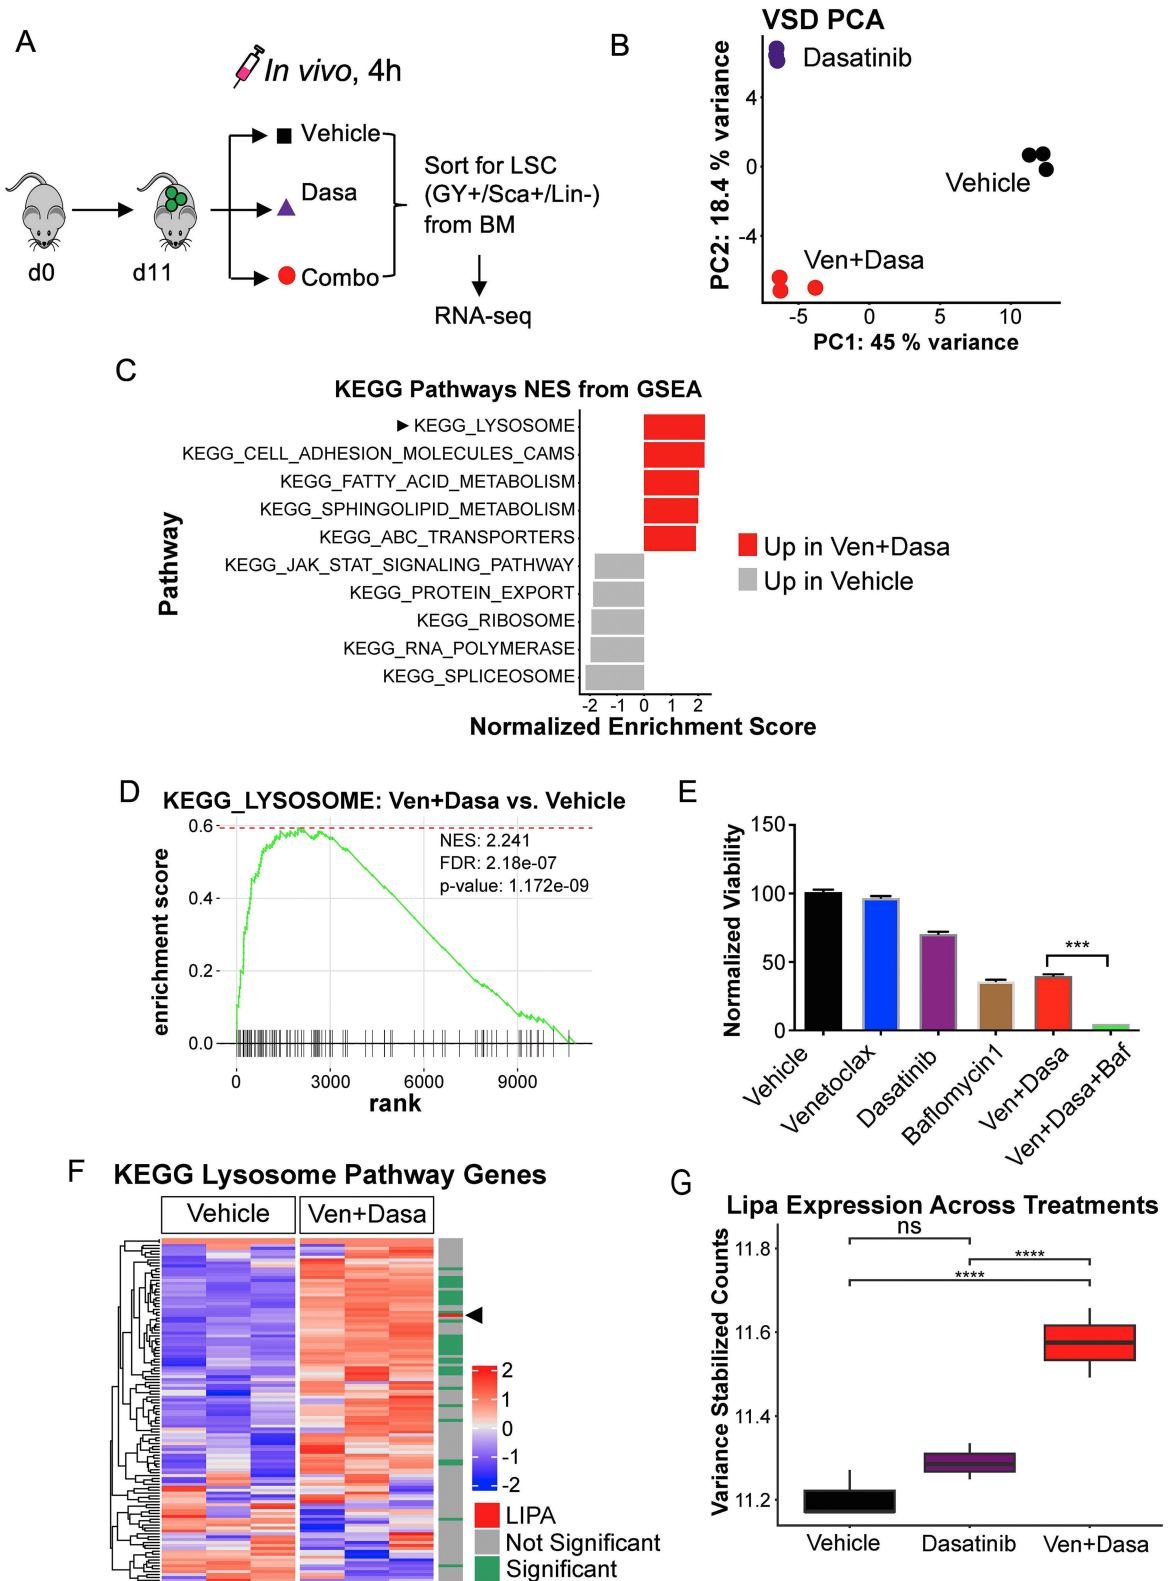 A
In vivo, 4h
Vehicle
Dasa
Combo
d0
d11
Sort for LSC
(GY+/Sca+/Lin-)
from BM
RNA-seq
B
VSD PCA
PC2: 18.4 % variance
4
0
-4
Dasatinib
Vehicle
Ven+Dasa
-5
0
5
10
PC1: 45 % variance
C
KEGG Pathways NES from GSEA
Pathway
KEGG_LYSOSOME
KEGG_CELL_ADHESION_MOLECULES_CAMS
KEGG_FATTY_ACID_METABOLISM
KEGG_SPHINGOLIPID_METABOLISM
KEGG_ABC_TRANSPORTERS
KEGG_JAK_STAT_SIGNALING_PATHWAY
KEGG_PROTEIN_EXPORT
KEGG_RIBOSOME
KEGG_RNA_POLYMERASE
KEGG_SPLICEOSOME
-2 -1 0 1 2
Normalized Enrichment Score
Up in Ven+Dasa
Up in Vehicle
D
KEGG_LYSOSOME: Ven+Dasa vs. Vehicle
enrichment score
0.6
0.4
0.2
0.0
NES: 2.241
FDR: 2.18e-07
p-value: 1.172e-09
0
3000
6000
9000
rank
E
Normalized Viability
150
100
50
0
***
Vehicle
Venetoclax
Dasatinib
Baflomycin1
Ven+Dasa
Ven+Dasa+Baf
F
KEGG Lysosome Pathway Genes
Vehicle
Ven+Dasa
2
1
0
-1
-2
LIPA
Not Significant
Significant
G
Lipa Expression Across Treatments
Variance Stabilized Counts
11.8
11.6
11.4
11.2
ns
****
****
Vehicle
Dasatinib
Ven+Dasa